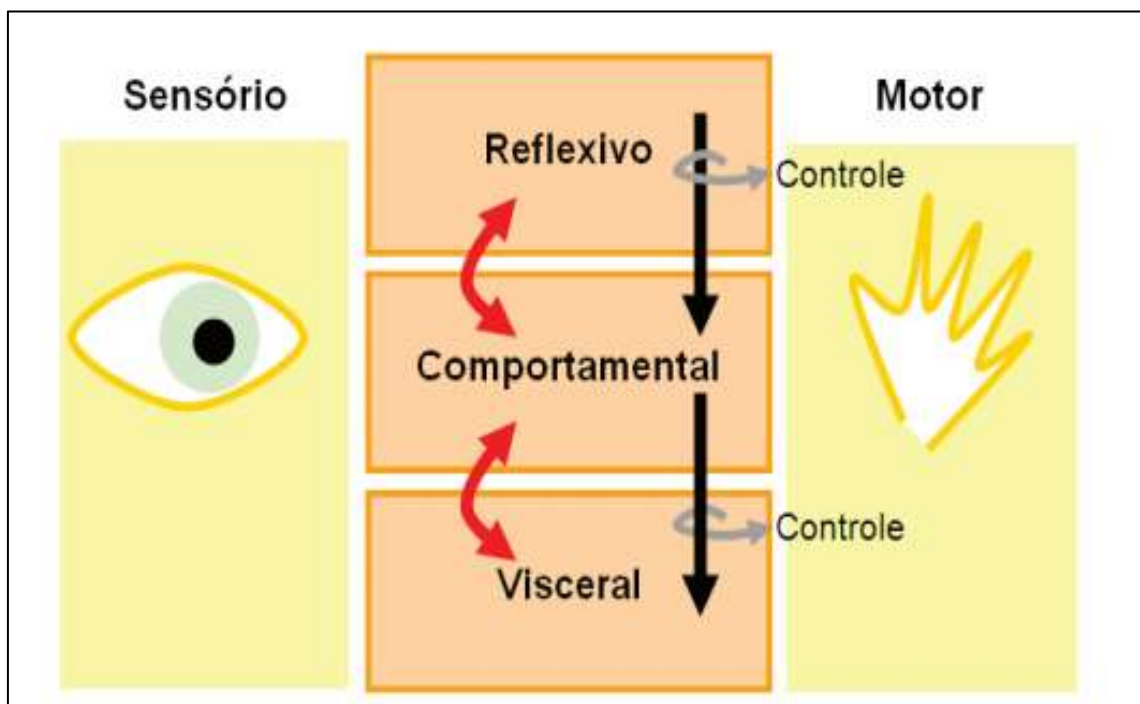 Sensório
Reflexivo
Motor
Controle
Comportamental
Controle
Visceral